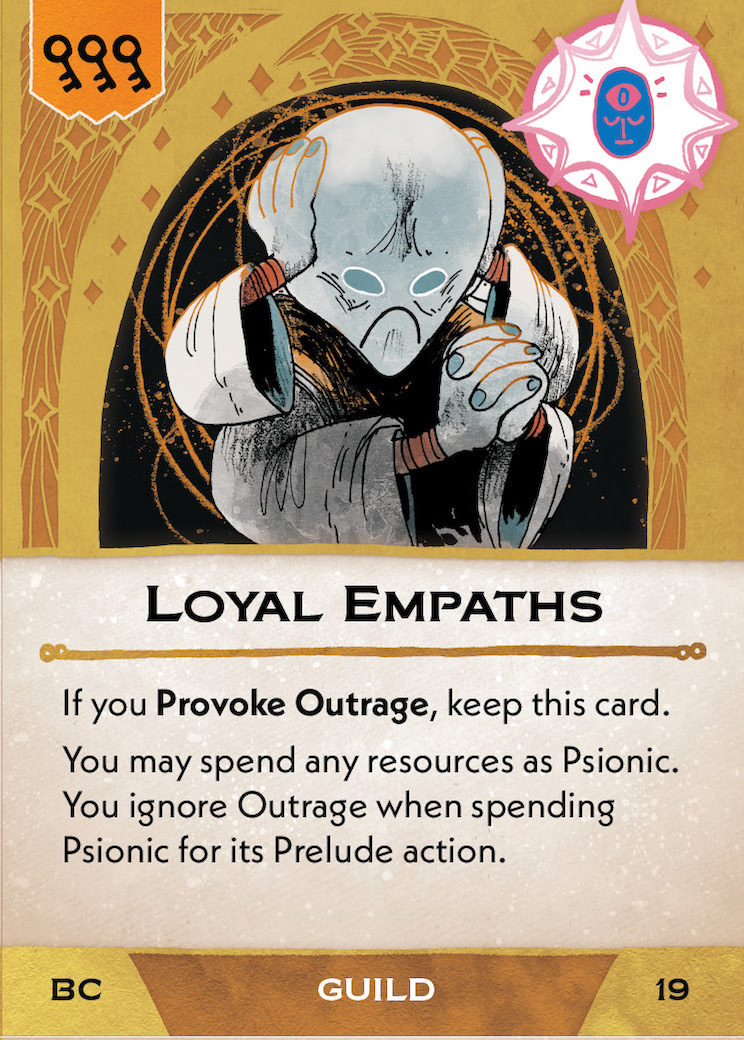 Loyal Empaths
If you Provoke Outrage, keep this card.
You may spend any resources as Psionic.
You ignore Outrage when spending
Psionic for its Prelude action.
BC GUILD 19